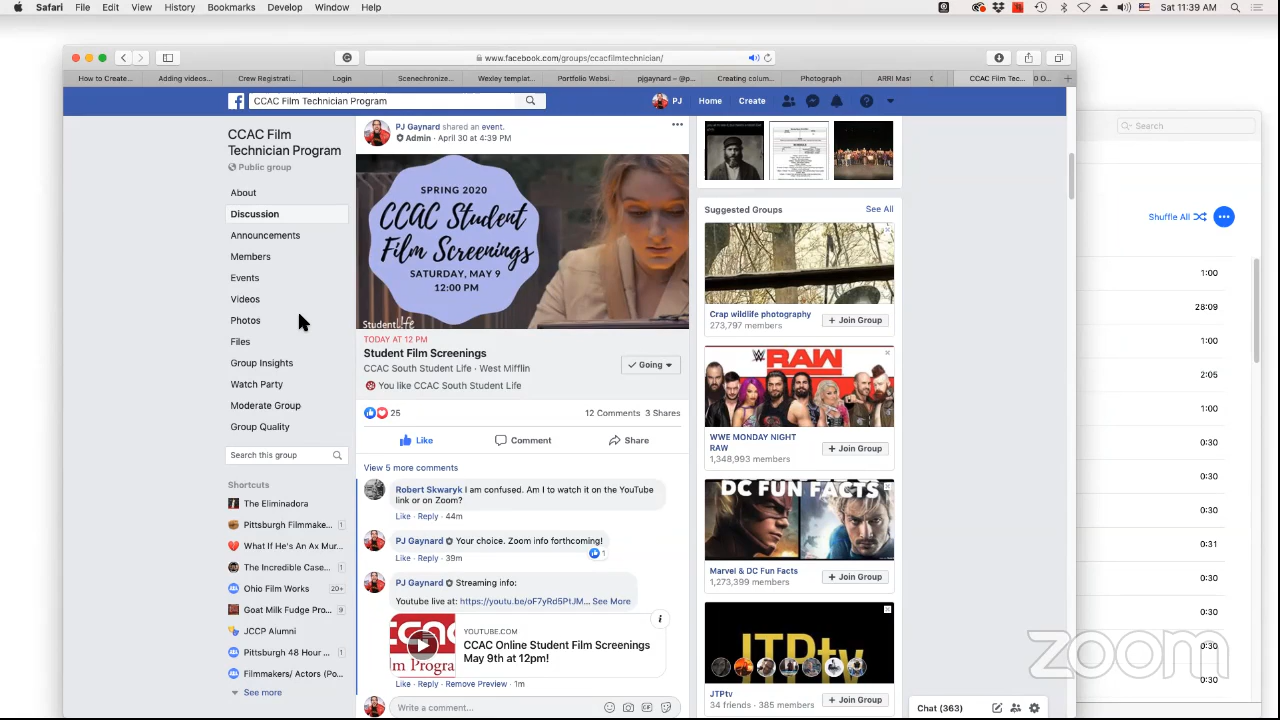 Safari File Edit View History Bookmarks Develop Window Help
Sat 11:39 AM
www.facebook.com/groups/ccacfilmtechnician/
How to Create...
Adding videos...
Crew Registrati...
Login
Scenechronize...
Wexley templat...
Portfolio Websi...
pjgaynard – @p...
Creating colum...
Photograph
ARRI Mas
CCAC Film Tec...
CCAC Film Technician Program
PJ Home Create
Search
CCAC Film
Technician Program
Public group
About
Discussion
Announcements
Members
Events
Videos
Photos
Files
Group Insights
Watch Party
Moderate Group
Group Quality
Search this group
Shortcuts
The Eliminadora
Pittsburgh Filmmake... 1
What If He's An Ax Mur...
The Incredible Case... 1
Ohio Film Works 20+
Goat Milk Fudge Pro... 9
JCCP Alumni
Pittsburgh 48 Hour ... 1
Filmmakers/ Actors (Po...
See more
PJ Gaynard shared an event.
Admin · April 30 at 4:39 PM
SPRING 2020
CCAC Student
Film Screenings
SATURDAY, MAY 9
12:00 PM
StudentLife
TODAY AT 12 PM
Student Film Screenings
CCAC South Student Life · West Mifflin
You like CCAC South Student Life
Going
25
12 Comments 3 Shares
Like Comment Share
View 5 more comments
Robert Skwaryk I am confused. Am I to watch it on the YouTube
link or on Zoom?
Like · Reply · 44m
PJ Gaynard Your choice. Zoom info forthcoming!
1
Like · Reply · 39m
PJ Gaynard Streaming info:
Youtube live at: https://youtu.be/oF7yRd5PtJM... See More
YOUTUBE.COM
CCAC Online Student Film Screenings
May 9th at 12pm!
Like · Reply · Remove Preview · 1m
Write a comment...
Suggested Groups See All
Crap wildlife photography
273,797 members
+ Join Group
RAW
WWE MONDAY NIGHT
RAW
1,348,993 members
+ Join Group
DC FUN FACTS
Marvel & DC Fun Facts
1,273,399 members
+ Join Group
JTPtv
JTPtv
34 friends · 385 members
+ Join Group
Chat (363)
Shuffle All
1:00
28:09
1:00
2:05
1:00
0:30
0:30
0:30
0:31
0:30
0:30
0:30
0:30
zoom